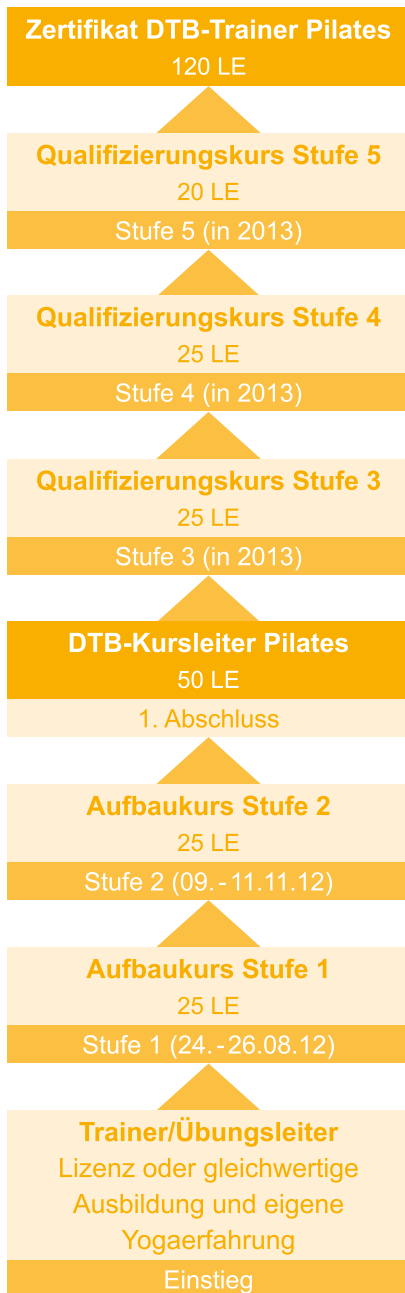 Zertifikat DTB-Trainer Pilates
120 LE
Qualifizierungskurs Stufe 5
20 LE
Stufe 5 (in 2013)
Qualifizierungskurs Stufe 4
25 LE
Stufe 4 (in 2013)
Qualifizierungskurs Stufe 3
25 LE
Stufe 3 (in 2013)
DTB-Kursleiter Pilates
50 LE
1. Abschluss
Aufbaukurs Stufe 2
25 LE
Stufe 2 (09. - 11.11.12)
Aufbaukurs Stufe 1
25 LE
Stufe 1 (24. - 26.08.12)
Trainer/Übungsleiter
Lizenz oder gleichwertige
Ausbildung und eigene
Yogaerfahrung
Einstieg